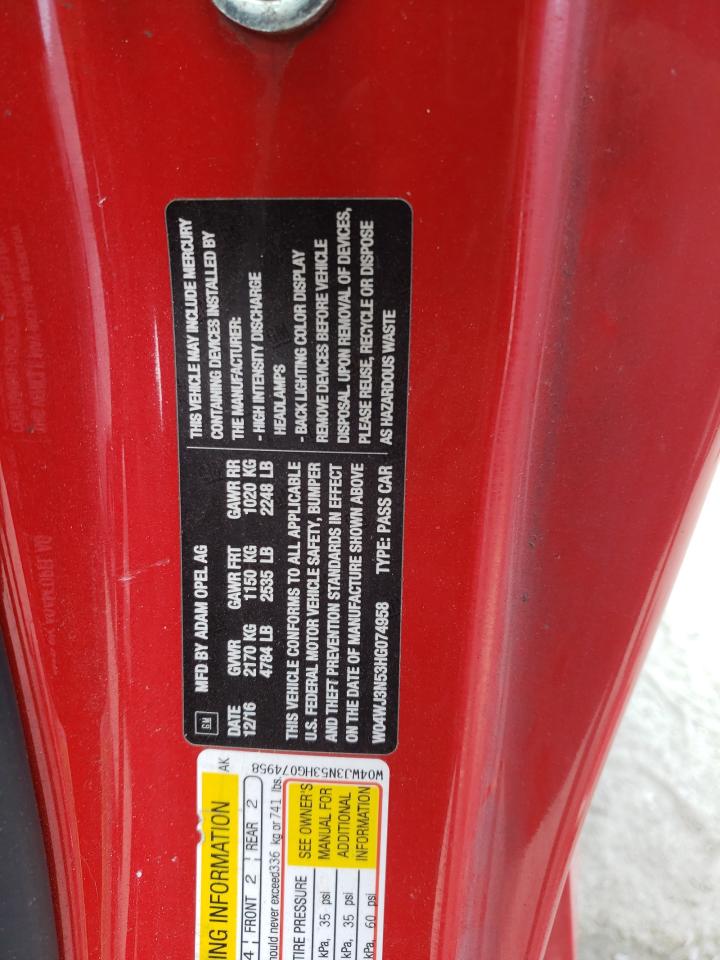 GM
MFD BY ADAM OPEL AG
DATE GVWR GAWR FRT GAWR RR
12/16 2170 KG 1150 KG 1020 KG
4784 LB 2535 LB 2248 LB
THIS VEHICLE CONFORMS TO ALL APPLICABLE
U.S. FEDERAL MOTOR VEHICLE SAFETY, BUMPER
AND THEFT PREVENTION STANDARDS IN EFFECT
ON THE DATE OF MANUFACTURE SHOWN ABOVE
W04WJ3N53HG074958 TYPE: PASS CAR
THIS VEHICLE MAY INCLUDE MERCURY
CONTAINING DEVICES INSTALLED BY
THE MANUFACTURER:
- HIGH INTENSITY DISCHARGE
HEADLAMPS
- BACK LIGHTING COLOR DISPLAY
REMOVE DEVICES BEFORE VEHICLE
DISPOSAL UPON REMOVAL OF DEVICES,
PLEASE REUSE, RECYCLE OR DISPOSE
AS HAZARDOUS WASTE
ING INFORMATION AK
4 FRONT 2 REAR 2
hould never exceed 336 kg or 741 lbs.
TIRE PRESSURE
kPa, 35 psi
kPa, 35 psi
kPa, 60 psi
SEE OWNER'S
MANUAL FOR
ADDITIONAL
INFORMATION
W04WJ3N53HG074958